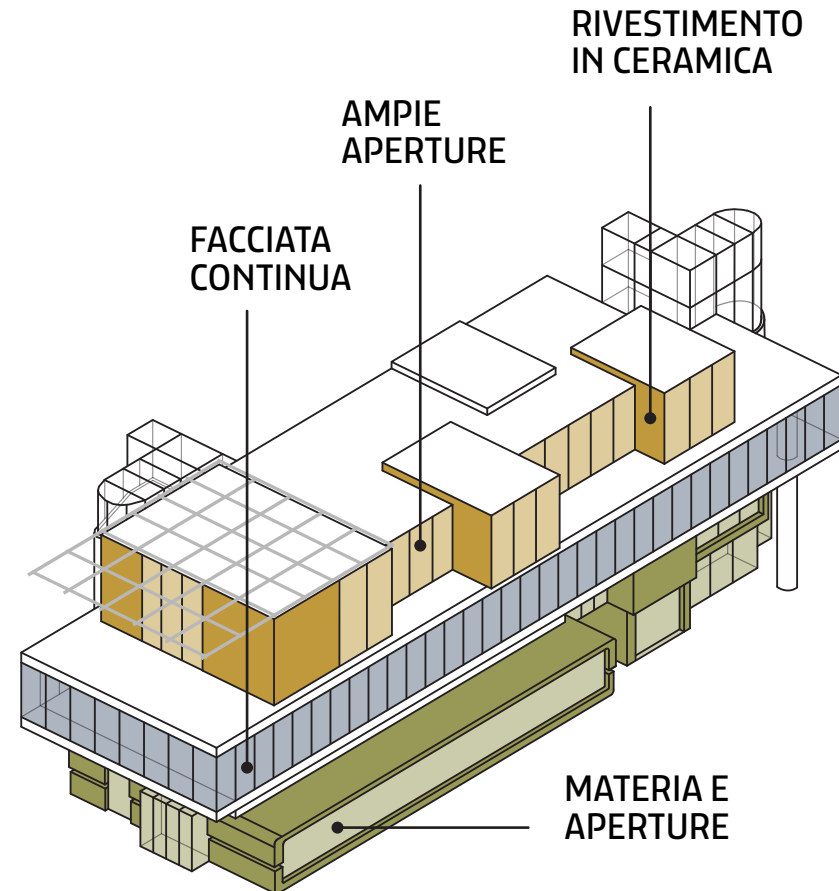 RIVESTIMENTO
IN CERAMICA
AMPIE
APERTURE
FACCIATA
CONTINUA
MATERIA E
APERTURE